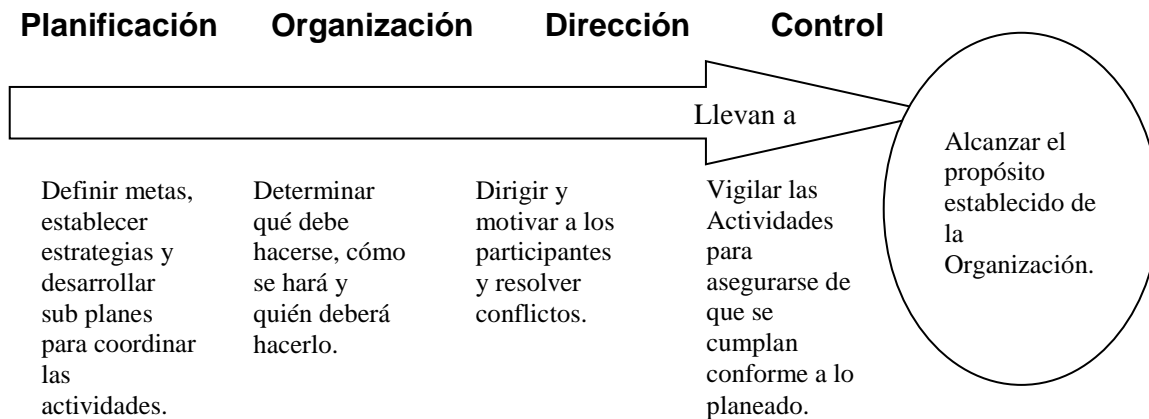 Planificación Organización Dirección Control
Llevan a
Definir metas,
establecer
estrategias y
desarrollar
sub planes
para coordinar
las
actividades.
Determinar
qué debe
hacerse, cómo
se hará y
quién deberá
hacerlo.
Dirigir y
motivar a los
participantes
y resolver
conflictos.
Vigilar las
Actividades
para
asegurarse de
que se
cumplan
conforme a lo
planeado.
Alcanzar el
propósito
establecido de
la
Organización.